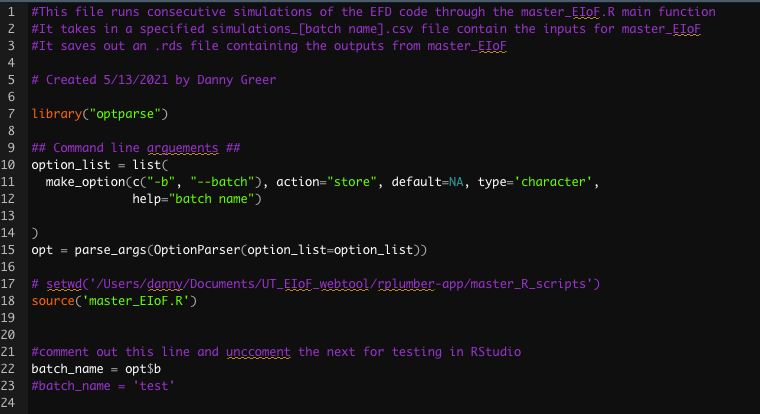 1 #This file runs consecutive simulations of the EFD code through the master_EIoF.R main function
2 #It takes in a specified simulations_[batch name].csv file contain the inputs for master_EIoF
3 #It saves out an .rds file containing the outputs from master_EIoF
4
5 # Created 5/13/2021 by Danny Greer
6
7 library("optparse")
8
9 ## Command line arguements ##
10 option_list = list(
11   make_option(c("-b", "--batch"), action="store", default=NA, type='character',
12               help="batch name")
13
14 )
15 opt = parse_args(OptionParser(option_list=option_list))
16
17 # setwd('/Users/danny/Documents/UT_EIoF_webtool/rplumber-app/master_R_scripts')
18 source('master_EIoF.R')
19
20
21 #comment out this line and unccoment the next for testing in RStudio
22 batch_name = opt$b
23 #batch_name = 'test'
24